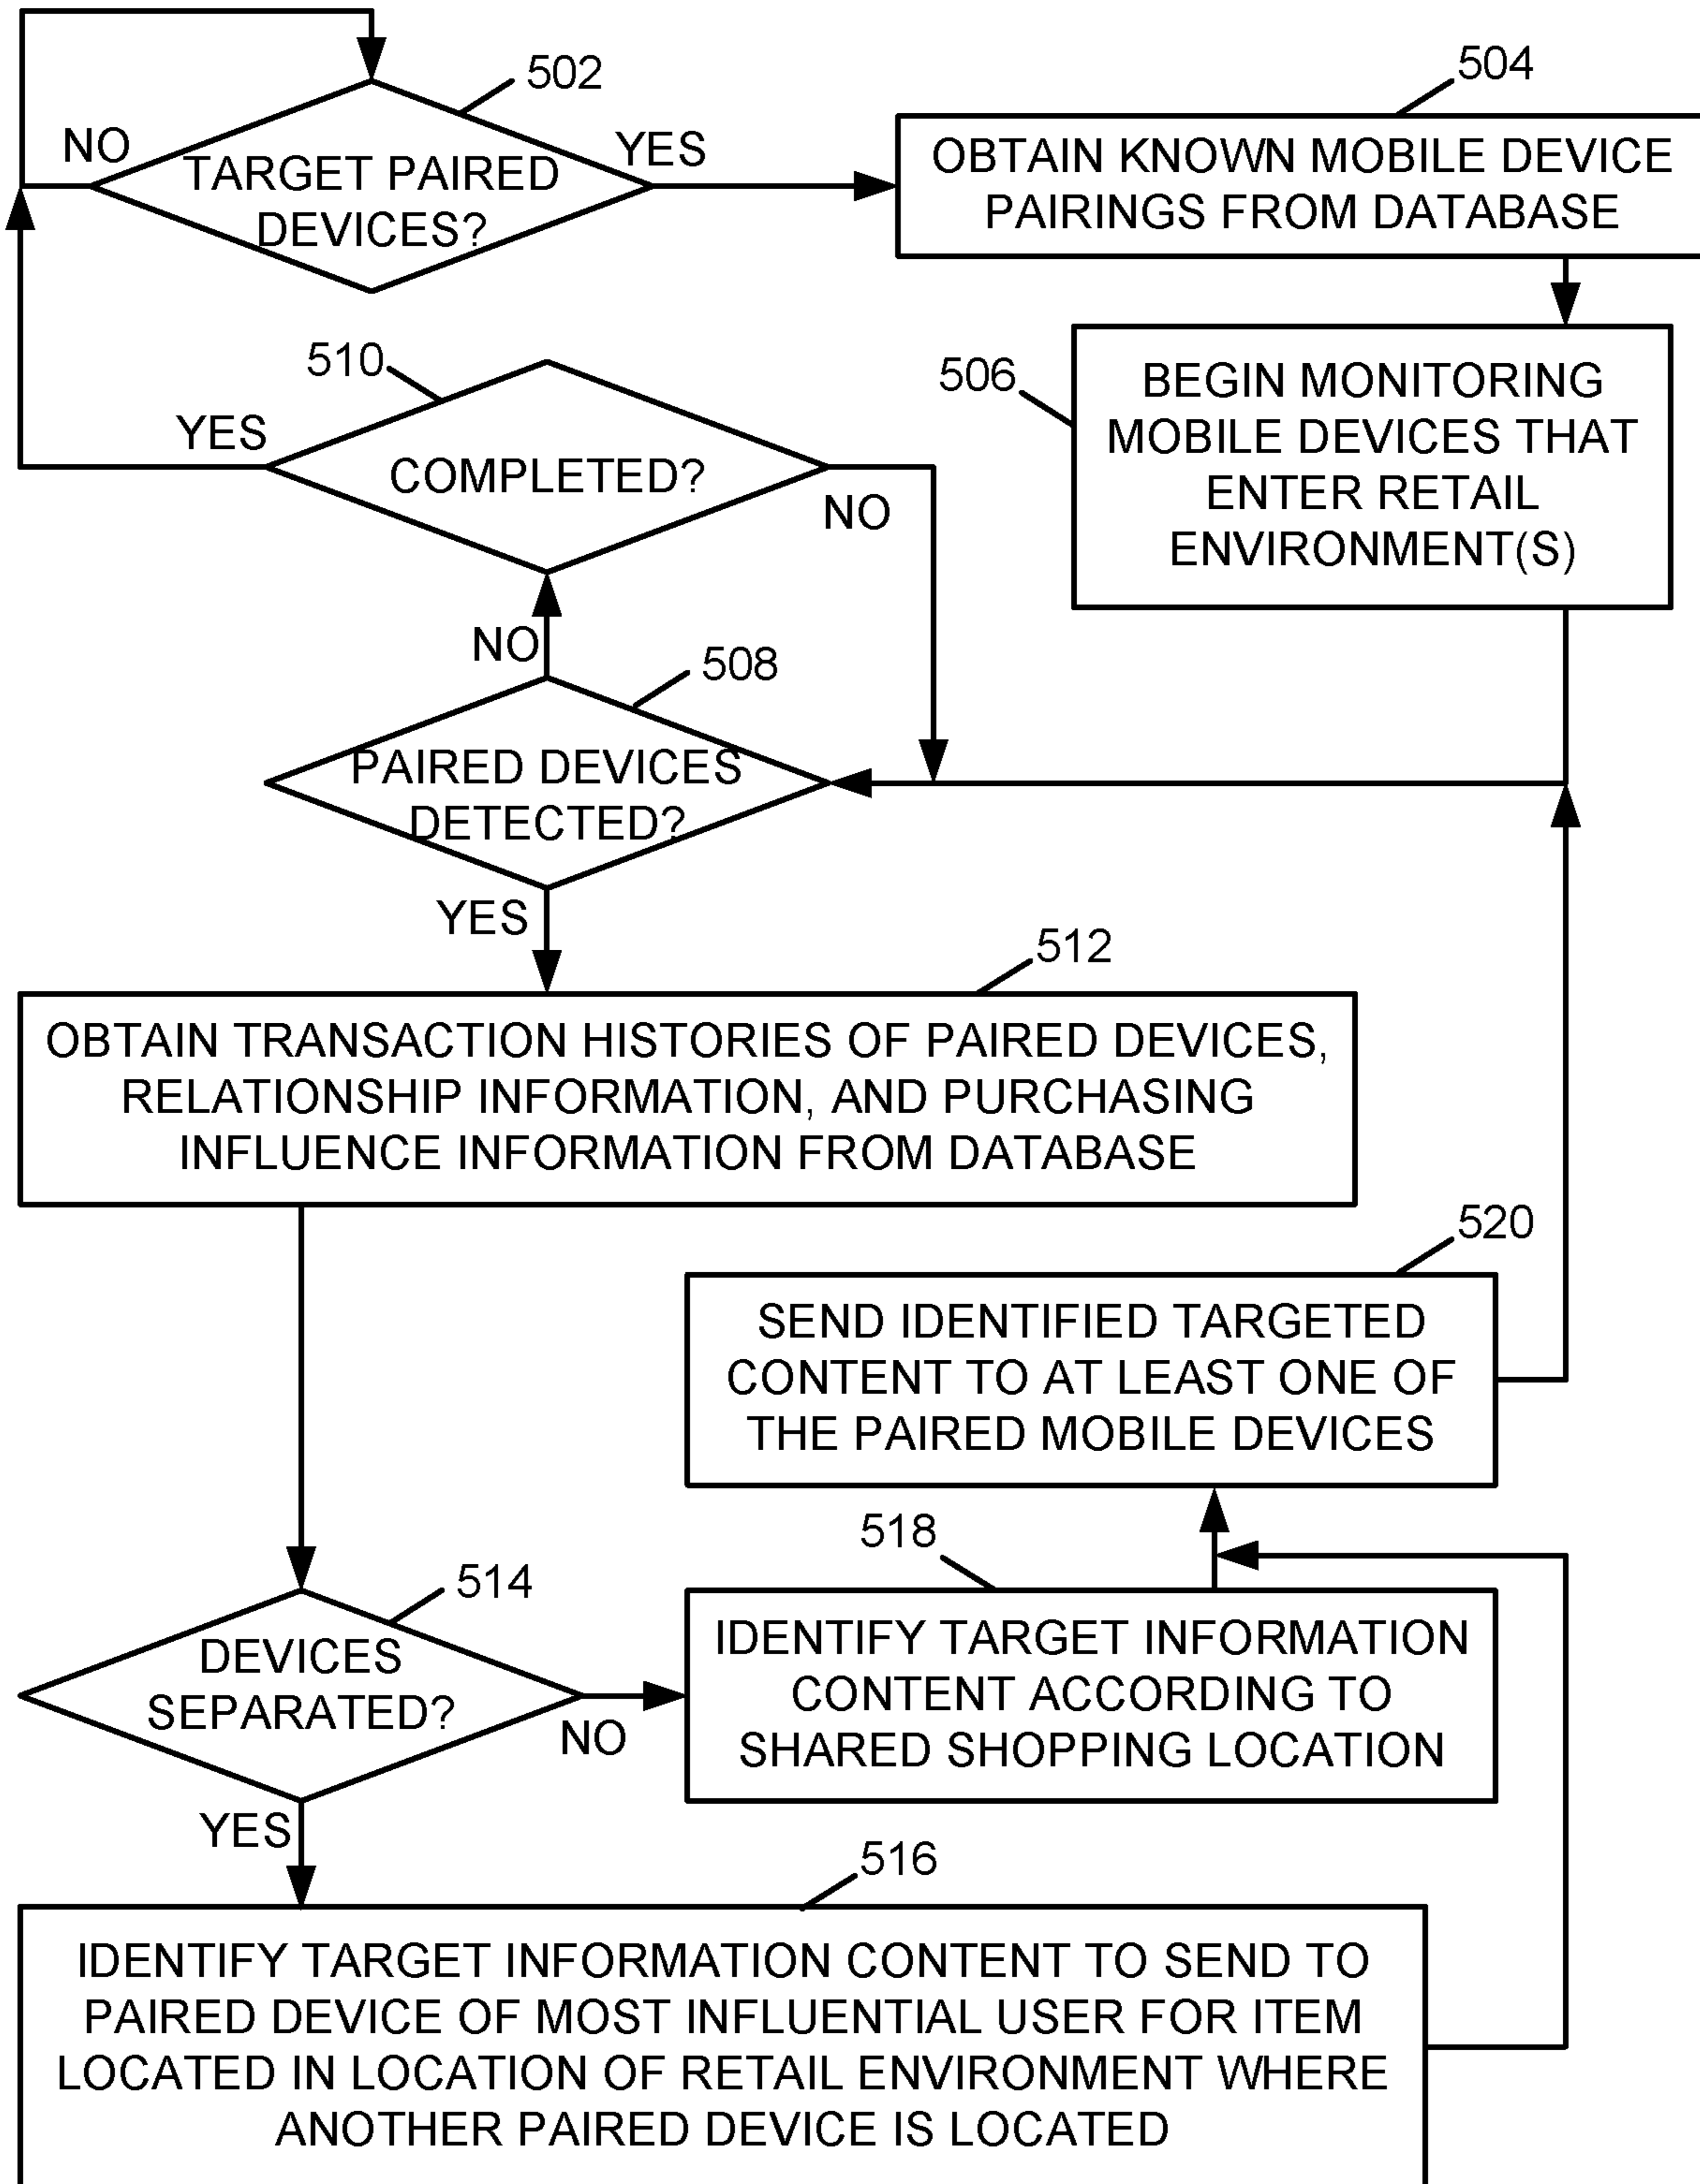 502
504
NO
TARGET PAIRED
DEVICES?
YES
OBTAIN KNOWN MOBILE DEVICE
PAIRINGS FROM DATABASE
506
BEGIN MONITORING
MOBILE DEVICES THAT
ENTER RETAIL
ENVIRONMENT(S)
510
YES
COMPLETED?
NO
NO
508
PAIRED DEVICES
DETECTED?
YES
512
OBTAIN TRANSACTION HISTORIES OF PAIRED DEVICES,
RELATIONSHIP INFORMATION, AND PURCHASING
INFLUENCE INFORMATION FROM DATABASE
520
SEND IDENTIFIED TARGETED
CONTENT TO AT LEAST ONE OF
THE PAIRED MOBILE DEVICES
514
DEVICES
SEPARATED?
NO
518
IDENTIFY TARGET INFORMATION
CONTENT ACCORDING TO
SHARED SHOPPING LOCATION
YES
516
IDENTIFY TARGET INFORMATION CONTENT TO SEND TO
PAIRED DEVICE OF MOST INFLUENTIAL USER FOR ITEM
LOCATED IN LOCATION OF RETAIL ENVIRONMENT WHERE
ANOTHER PAIRED DEVICE IS LOCATED